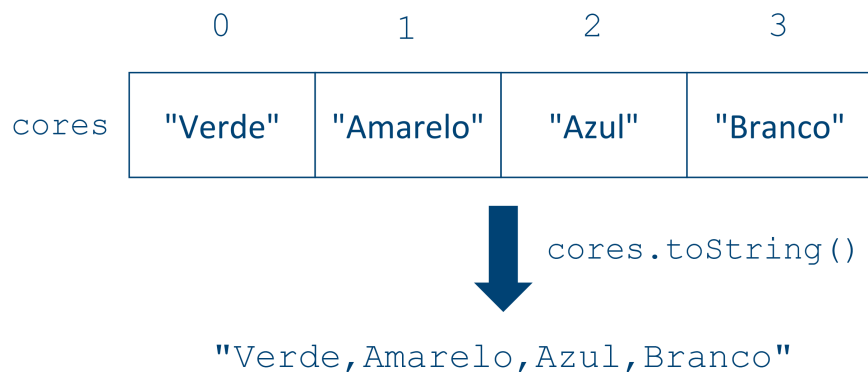 0 1 2 3
cores "Verde" "Amarelo" "Azul" "Branco"
cores.toString()
"Verde,Amarelo,Azul,Branco"